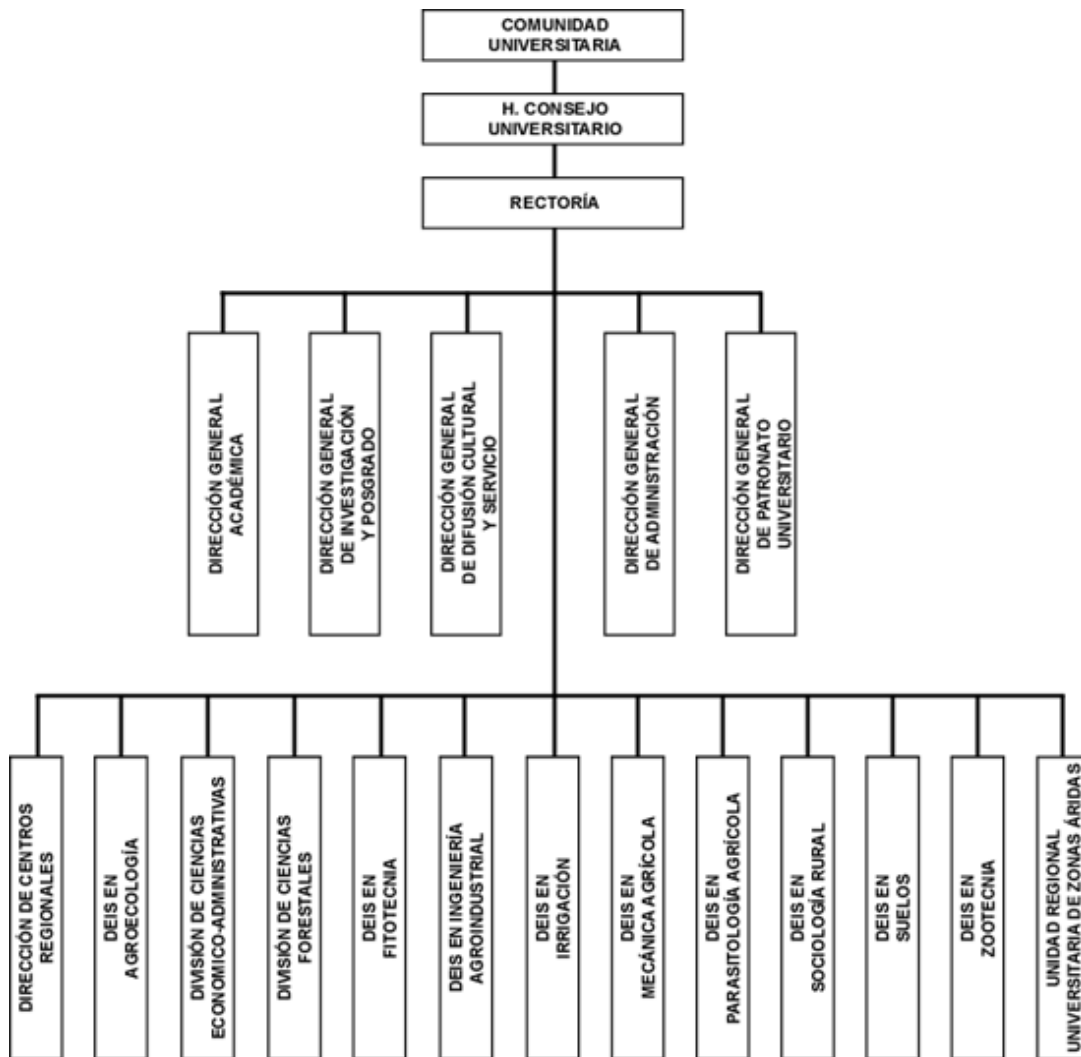 COMUNIDAD
UNIVERSITARIA
H. CONSEJO
UNIVERSITARIO
RECTORÍA
DIRECCIÓN GENERAL
ACADÉMICA
DIRECCIÓN GENERAL
DE INVESTIGACIÓN
Y POSGRADO
DIRECCIÓN GENERAL
DE DIFUSIÓN CULTURAL
Y SERVICIO
DIRECCIÓN GENERAL
DE ADMINISTRACIÓN
DIRECCIÓN GENERAL
DE PATRONATO
UNIVERSITARIO
DIRECCIÓN DE CENTROS
REGIONALES
DEIS EN
AGROECOLOGÍA
DIVISIÓN DE CIENCIAS
ECONOMICO-ADMINISTRATIVAS
DIVISIÓN DE CIENCIAS
FORESTALES
DEIS EN
FITOTECNIA
DEIS EN INGENIERÍA
AGROINDUSTRIAL
DEIS EN
IRRIGACIÓN
DEIS EN
MECÁNICA AGRÍCOLA
DEIS EN
PARASITOLOGÍA AGRÍCOLA
DEIS EN
SOCIOLOGÍA RURAL
DEIS EN
SUELOS
DEIS EN
ZOOTECNIA
UNIDAD REGIONAL
UNIVERSITARIA DE ZONAS ÁRIDAS